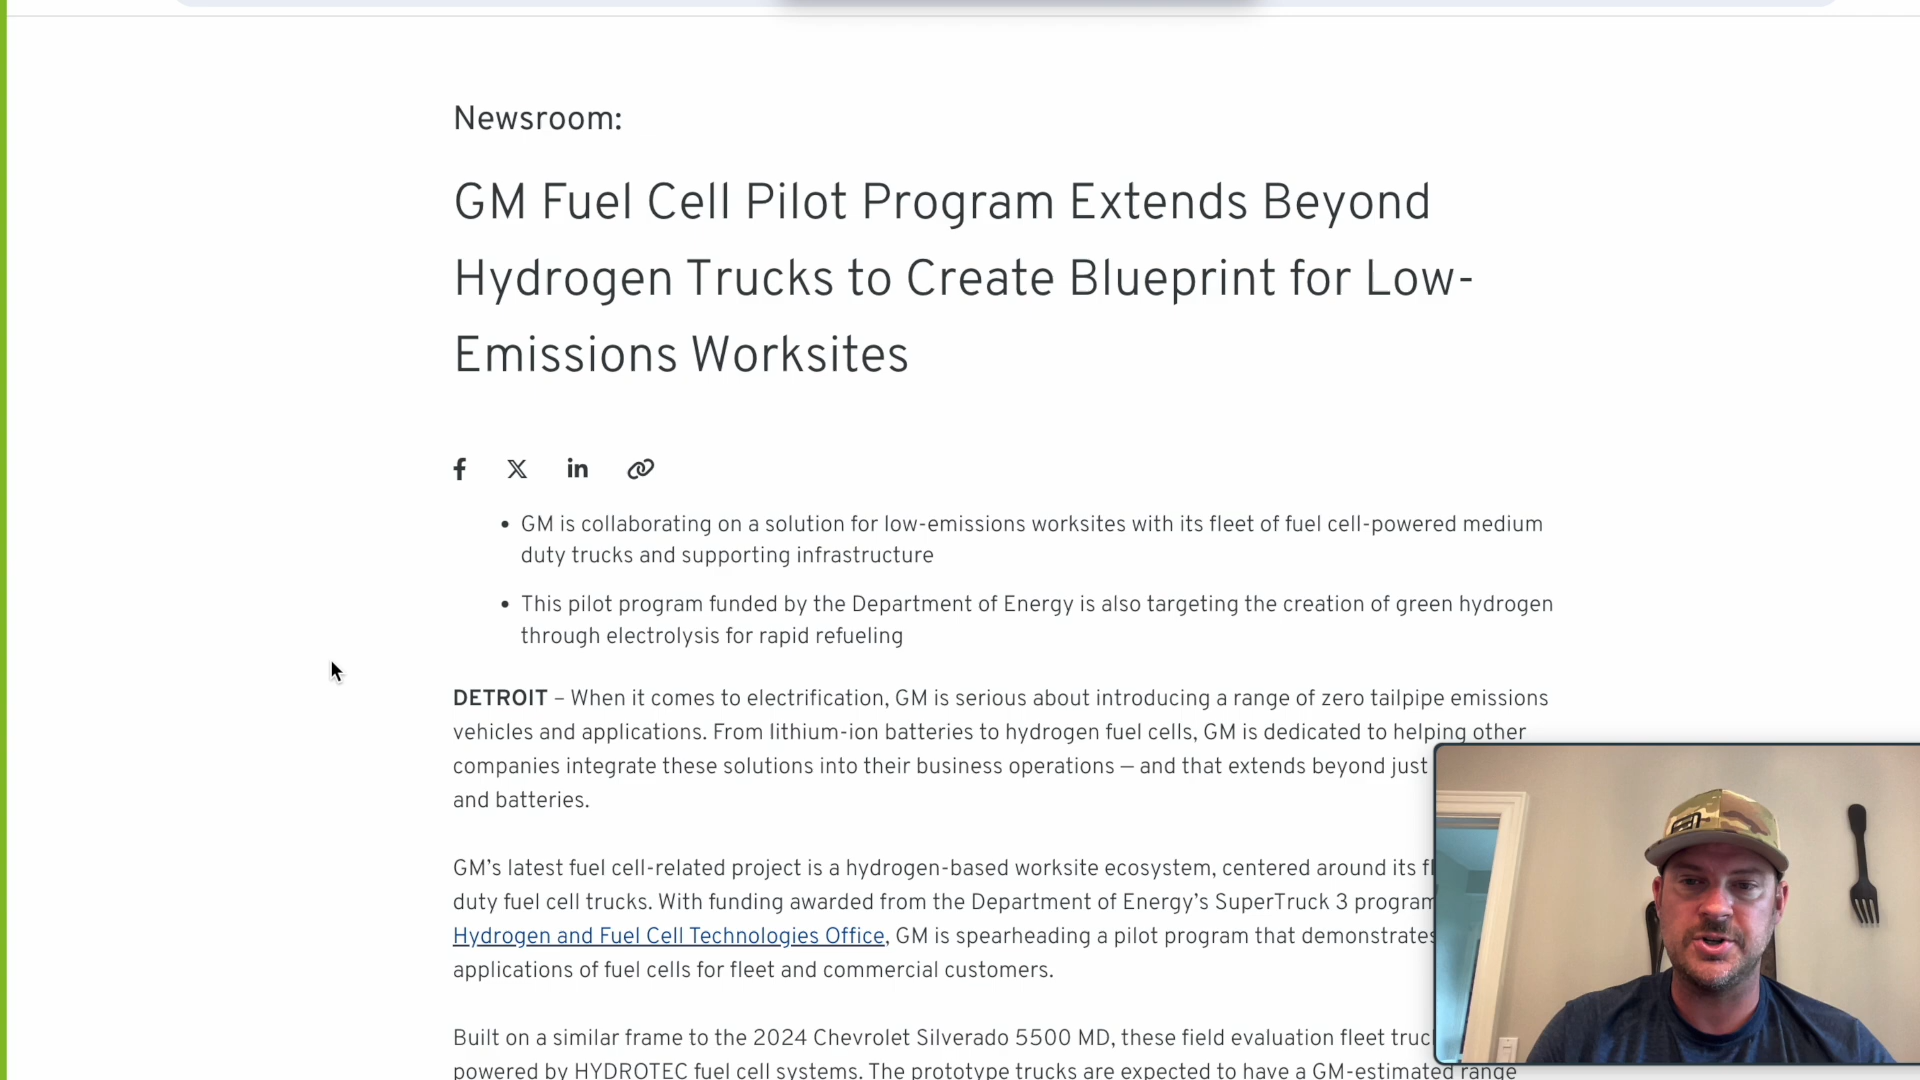 Newsroom:
GM Fuel Cell Pilot Program Extends Beyond
Hydrogen Trucks to Create Blueprint for Low-
Emissions Worksites
• GM is collaborating on a solution for low-emissions worksites with its fleet of fuel cell-powered medium
duty trucks and supporting infrastructure
• This pilot program funded by the Department of Energy is also targeting the creation of green hydrogen
through electrolysis for rapid refueling
DETROIT – When it comes to electrification, GM is serious about introducing a range of zero tailpipe emissions
vehicles and applications. From lithium-ion batteries to hydrogen fuel cells, GM is dedicated to helping other
companies integrate these solutions into their business operations — and that extends beyond just
and batteries.
GM’s latest fuel cell-related project is a hydrogen-based worksite ecosystem, centered around its
duty fuel cell trucks. With funding awarded from the Department of Energy’s SuperTruck 3 program
Hydrogen and Fuel Cell Technologies Office, GM is spearheading a pilot program that demonstrates
applications of fuel cells for fleet and commercial customers.
Built on a similar frame to the 2024 Chevrolet Silverado 5500 MD, these field evaluation fleet
powered by HYDROTEC fuel cell systems. The prototype trucks are expected to have a GM-estimated range